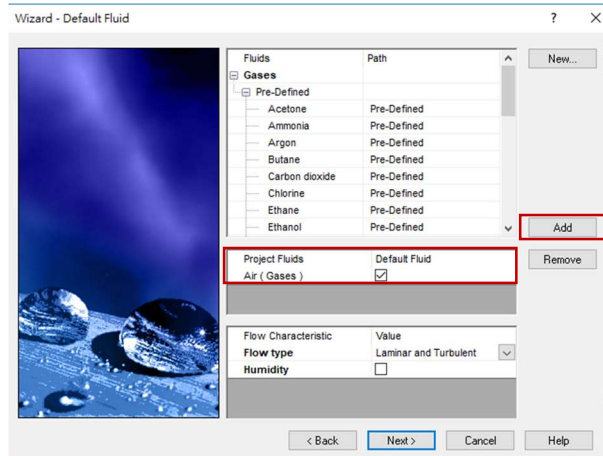 Wizard - Default Fluid ? ×
Fluids Path New...
Gases
Pre-Defined
Acetone Pre-Defined
Ammonia Pre-Defined
Argon Pre-Defined
Butane Pre-Defined
Carbon dioxide Pre-Defined
Chlorine Pre-Defined
Ethane Pre-Defined
Ethanol Pre-Defined Add
Project Fluids Default Fluid Remove
Air ( Gases )
Flow Characteristic Value
Flow type Laminar and Turbulent
Humidity
< Back Next > Cancel Help